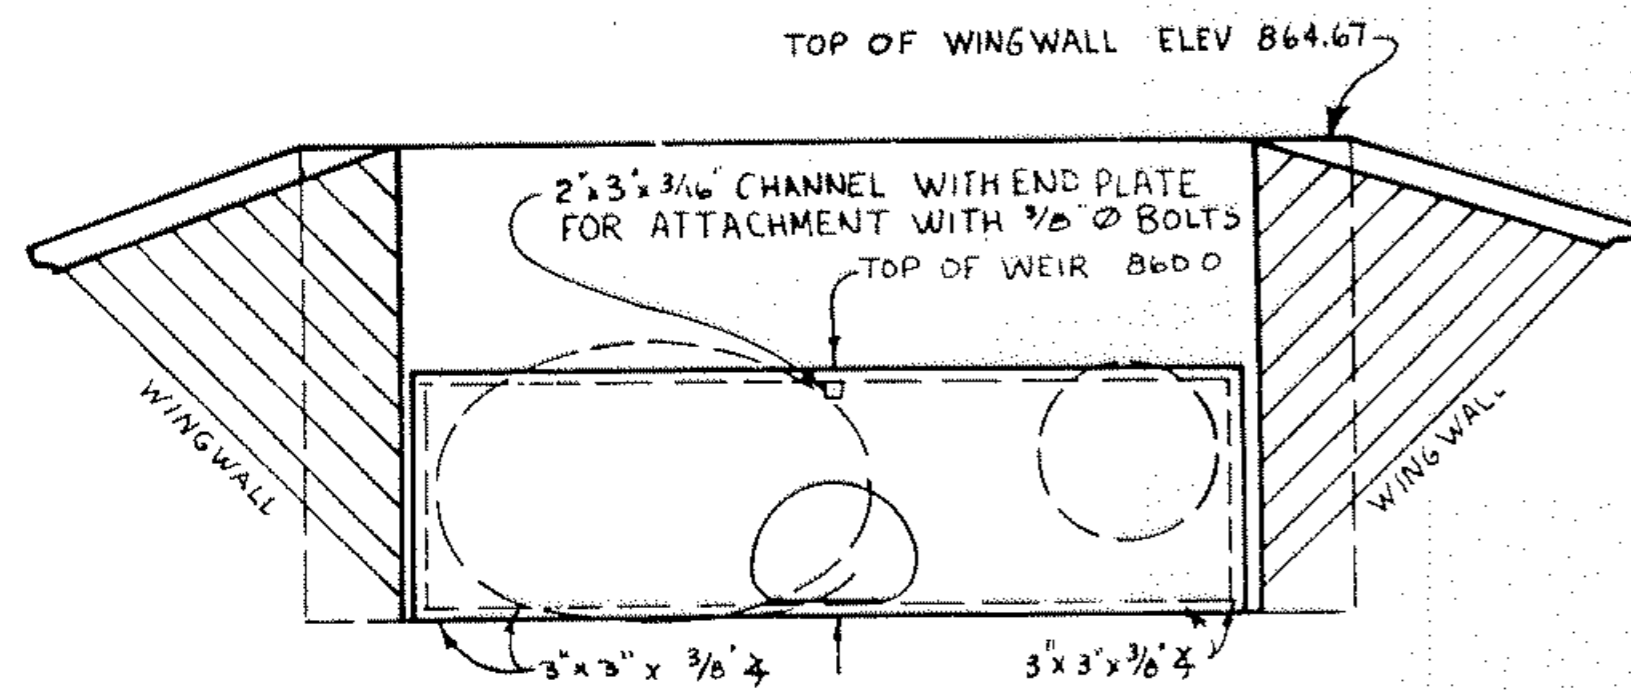 TOP OF WINGWALL ELEV 864.67
2"x3"x3/16" CHANNEL WITH END PLATE
FOR ATTACHMENT WITH 3/8" Ø BOLTS
TOP OF WEIR 860.0
WINGWALL
WINGWALL
3"x3"x 3/8" ∡
3"x3"x3/8" ∡